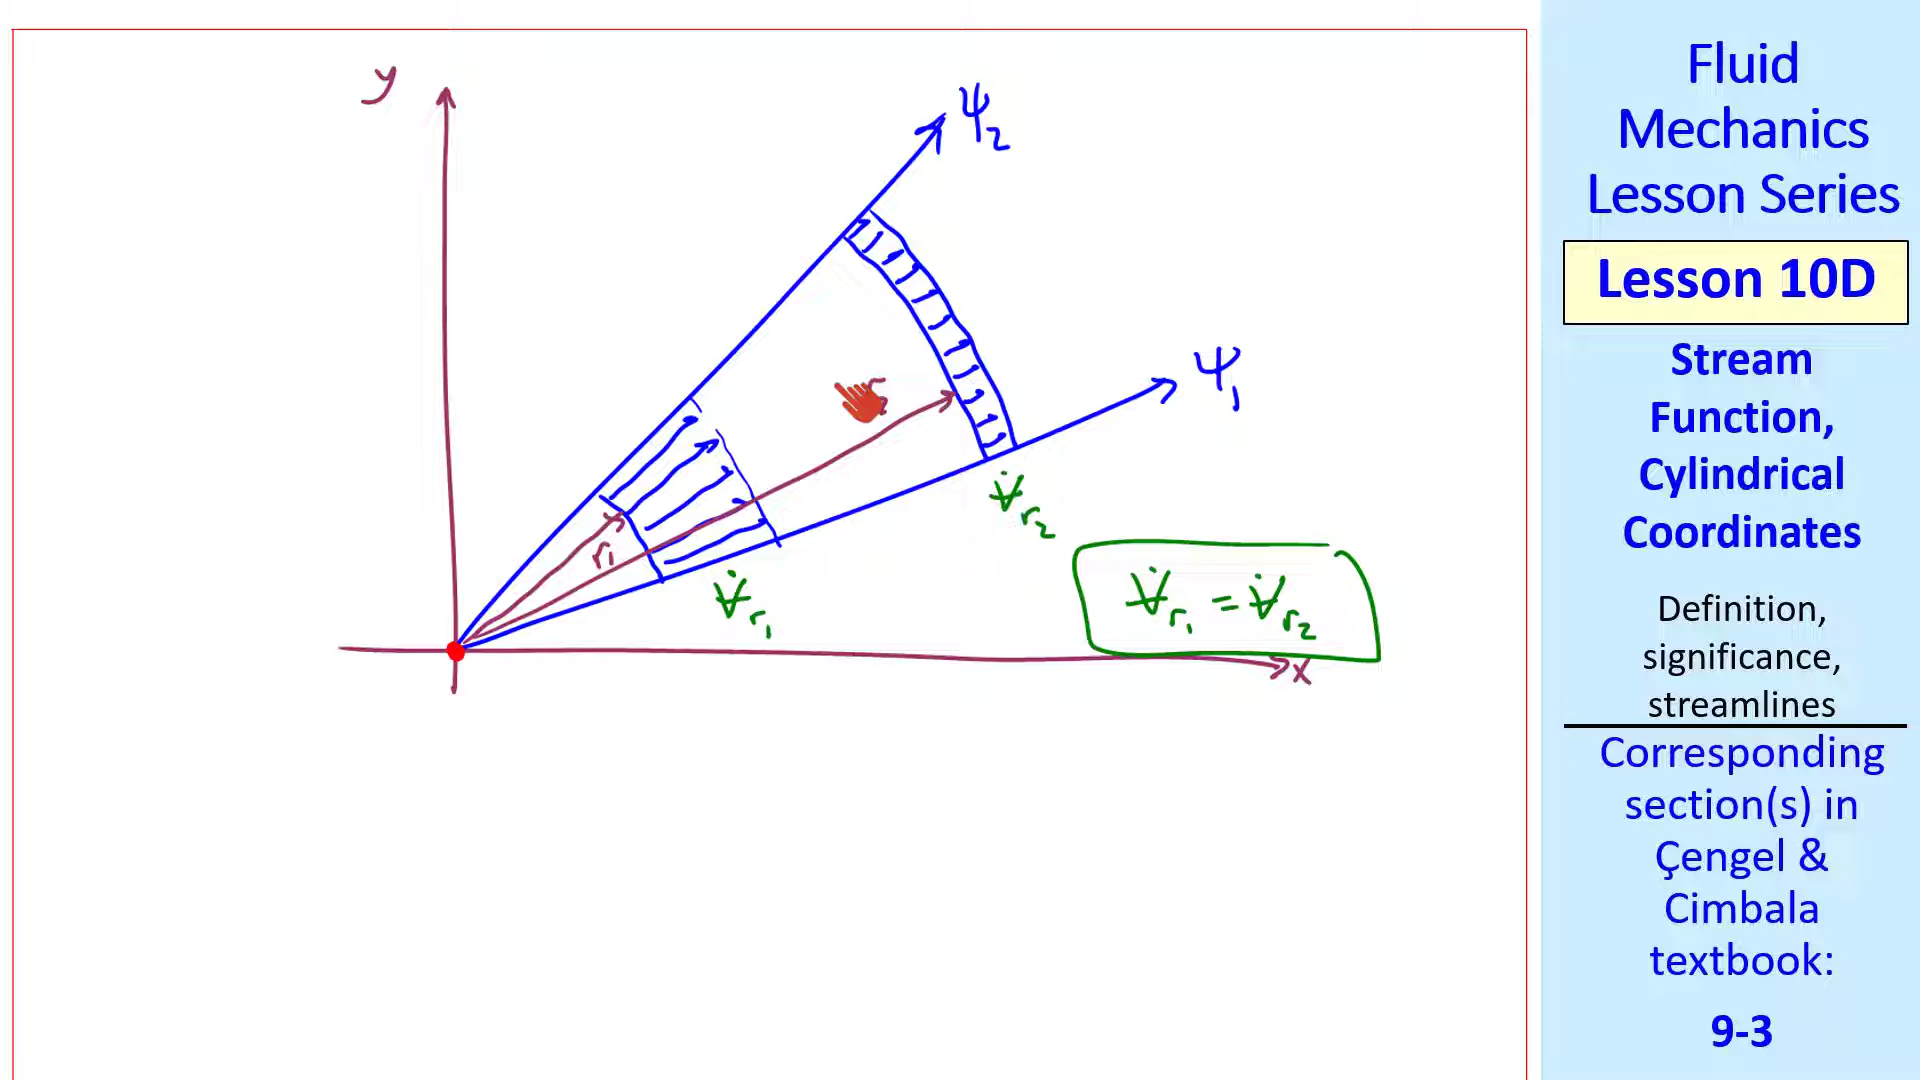 y
ψ₂
ψ₁
r₁
V̇r₂
V̇r₁
V̇r₁ = V̇r₂
x
Fluid
Mechanics
Lesson Series
Lesson 10D
Stream
Function,
Cylindrical
Coordinates
Definition,
significance,
streamlines
Corresponding
section(s) in
Çengel &
Cimbala
textbook:
9-3